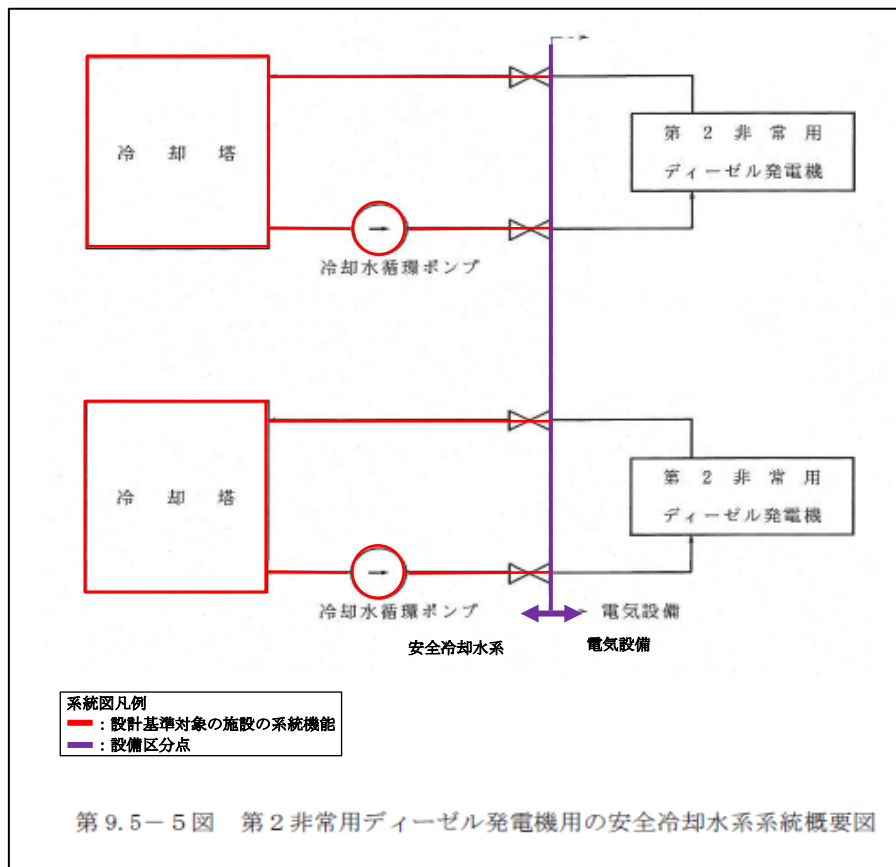 冷却塔
第2非常用
ディーゼル発電機
冷却水循環ポンプ
冷却塔
第2非常用
ディーゼル発電機
冷却水循環ポンプ
電気設備
安全冷却水系
電気設備
系統図凡例
：設計基準対象の施設の系統機能
：設備区分点
第9.5－5図 第2非常用ディーゼル発電機用の安全冷却水系系統概要図